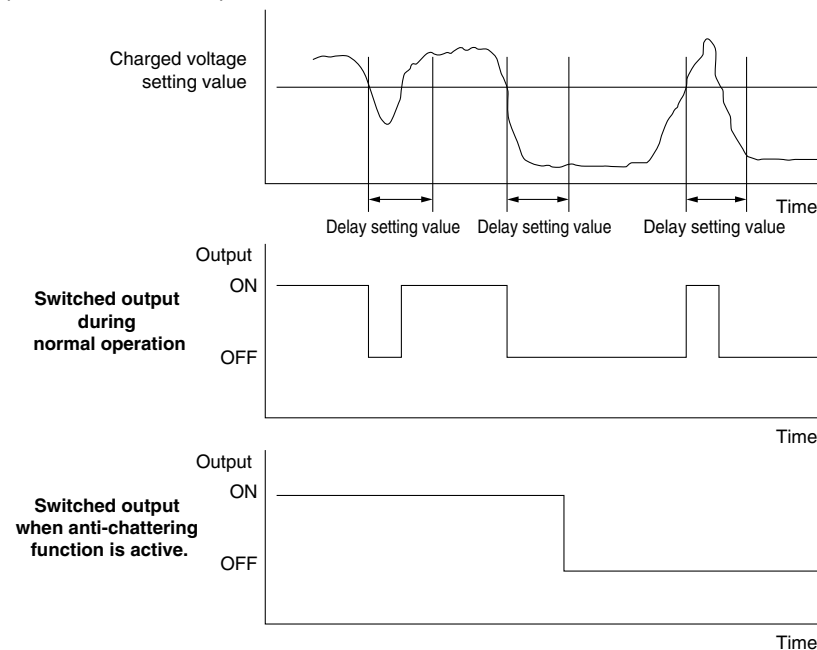 Charged voltage
setting value
Time
Delay setting value Delay setting value Delay setting value
Output
ON
Switched output
during
normal operation
OFF
Time
Output
ON
Switched output
when anti-chattering
function is active.
OFF
Time